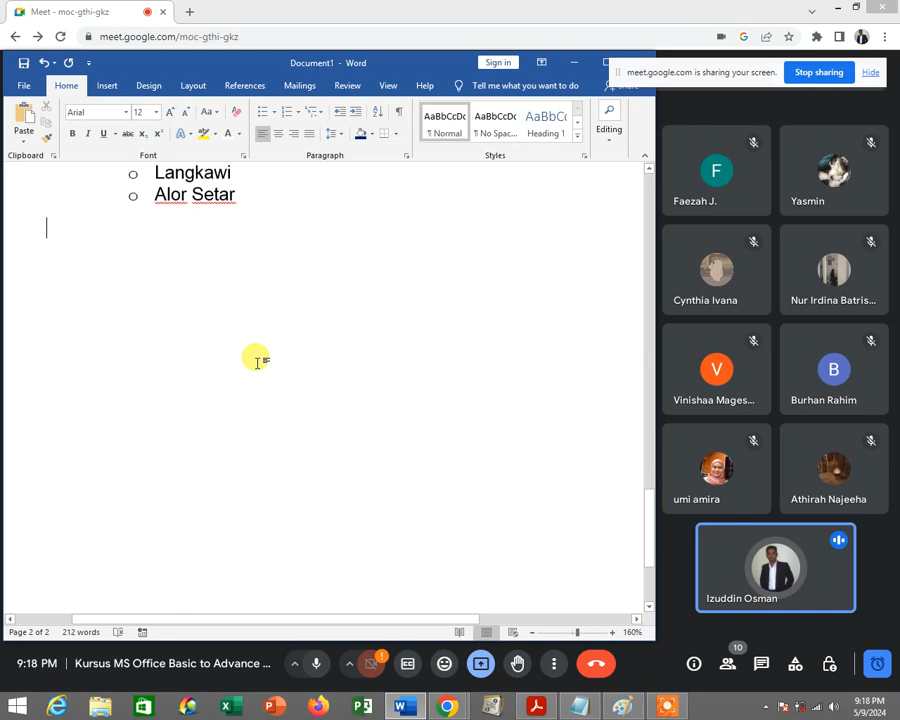 Meet - moc-gthi-gkz
meet.google.com/moc-gthi-gkz
Document1 - Word
Sign in
meet.google.com is sharing your screen.
Stop sharing
Hide
File
Home
Insert
Design
Layout
References
Mailings
Review
View
Help
Tell me what you want to do
Arial
12
Aa
Paste
B I U abc x₂ x²
AaBbCcDc
¶ Normal
AaBbCcDc
¶ No Spac...
AaBbCc
Heading 1
Editing
Clipboard
Font
Paragraph
Styles
o Langkawi
o Alor Setar
F
Faezah J.
Yasmin
Cynthia Ivana
Nur Irdina Batris...
V
Vinishaa Mages...
B
Burhan Rahim
umi amira
Athirah Najeeha
Izuddin Osman
Page 2 of 2
212 words
160%
9:18 PM
Kursus MS Office Basic to Advance ...
10
9:18 PM
5/9/2024